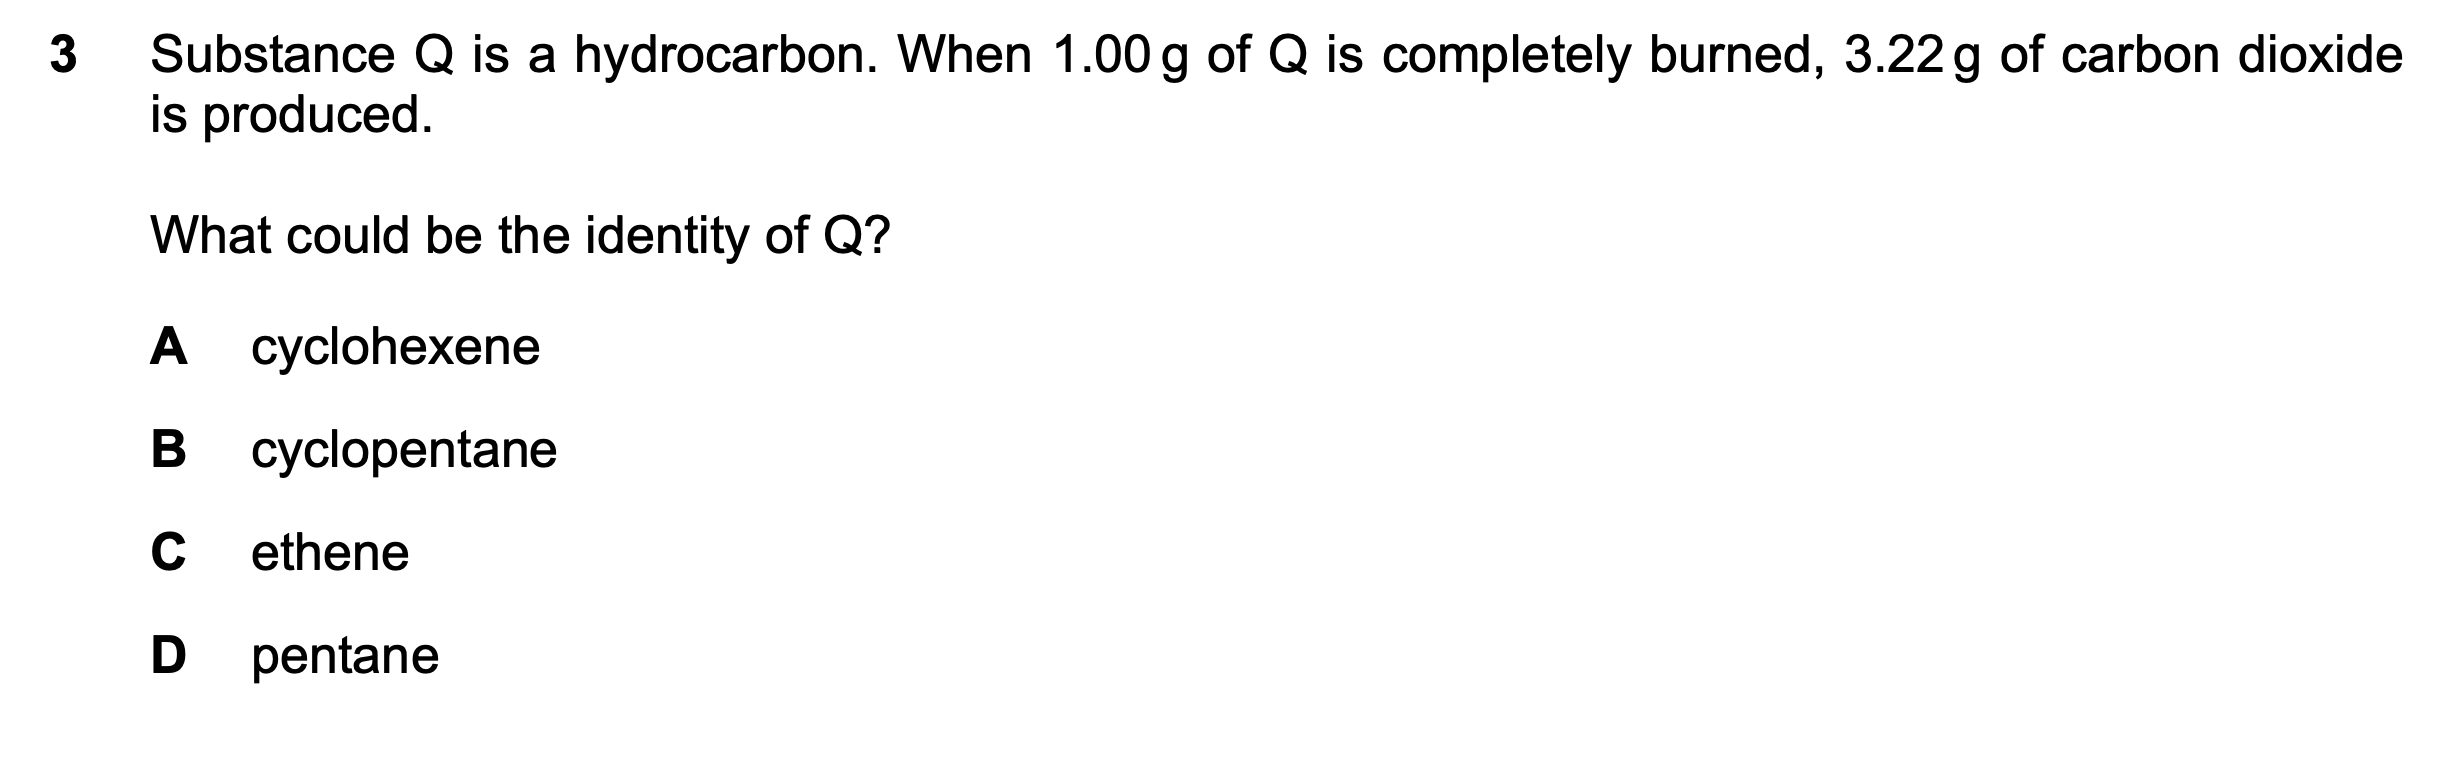 3 Substance Q is a hydrocarbon. When 1.00 g of Q is completely burned, 3.22 g of carbon dioxide
is produced.
What could be the identity of Q?
A cyclohexene
B cyclopentane
C ethene
D pentane